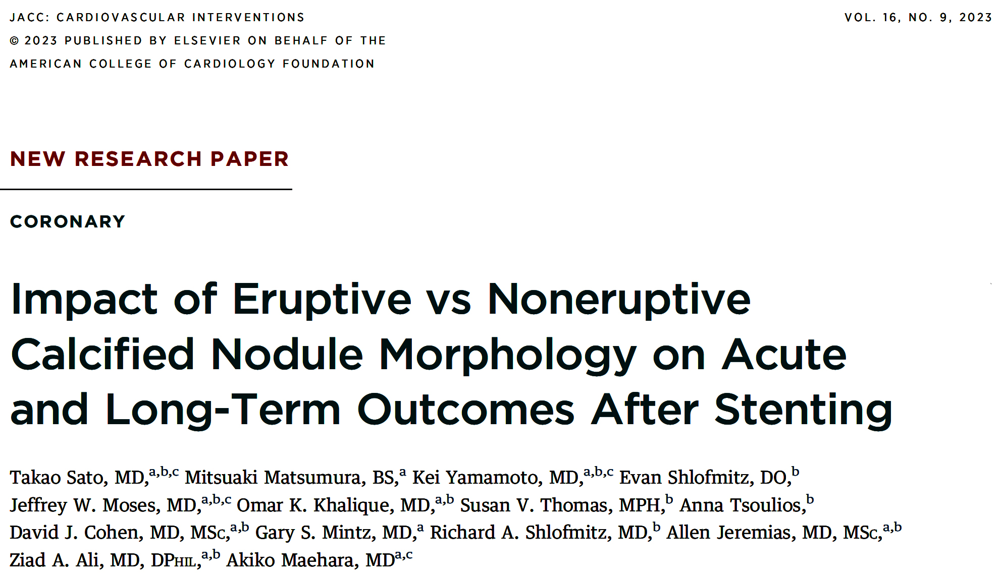 JACC: CARDIOVASCULAR INTERVENTIONS
VOL. 16, NO. 9, 2023
© 2023 PUBLISHED BY ELSEVIER ON BEHALF OF THE
AMERICAN COLLEGE OF CARDIOLOGY FOUNDATION
NEW RESEARCH PAPER
CORONARY
Impact of Eruptive vs Noneruptive
Calcified Nodule Morphology on Acute
and Long-Term Outcomes After Stenting
Takao Sato, MD,a,b,c Mitsuaki Matsumura, BS,a Kei Yamamoto, MD,a,b,c Evan Shlofmitz, DO,b
Jeffrey W. Moses, MD,a,b,c Omar K. Khalique, MD,a,b Susan V. Thomas, MPH,b Anna Tsoulios,b
David J. Cohen, MD, MSc,a,b Gary S. Mintz, MD,a Richard A. Shlofmitz, MD,b Allen Jeremias, MD, MSc,a,b
Ziad A. Ali, MD, DPHIL,a,b Akiko Maehara, MDa,c